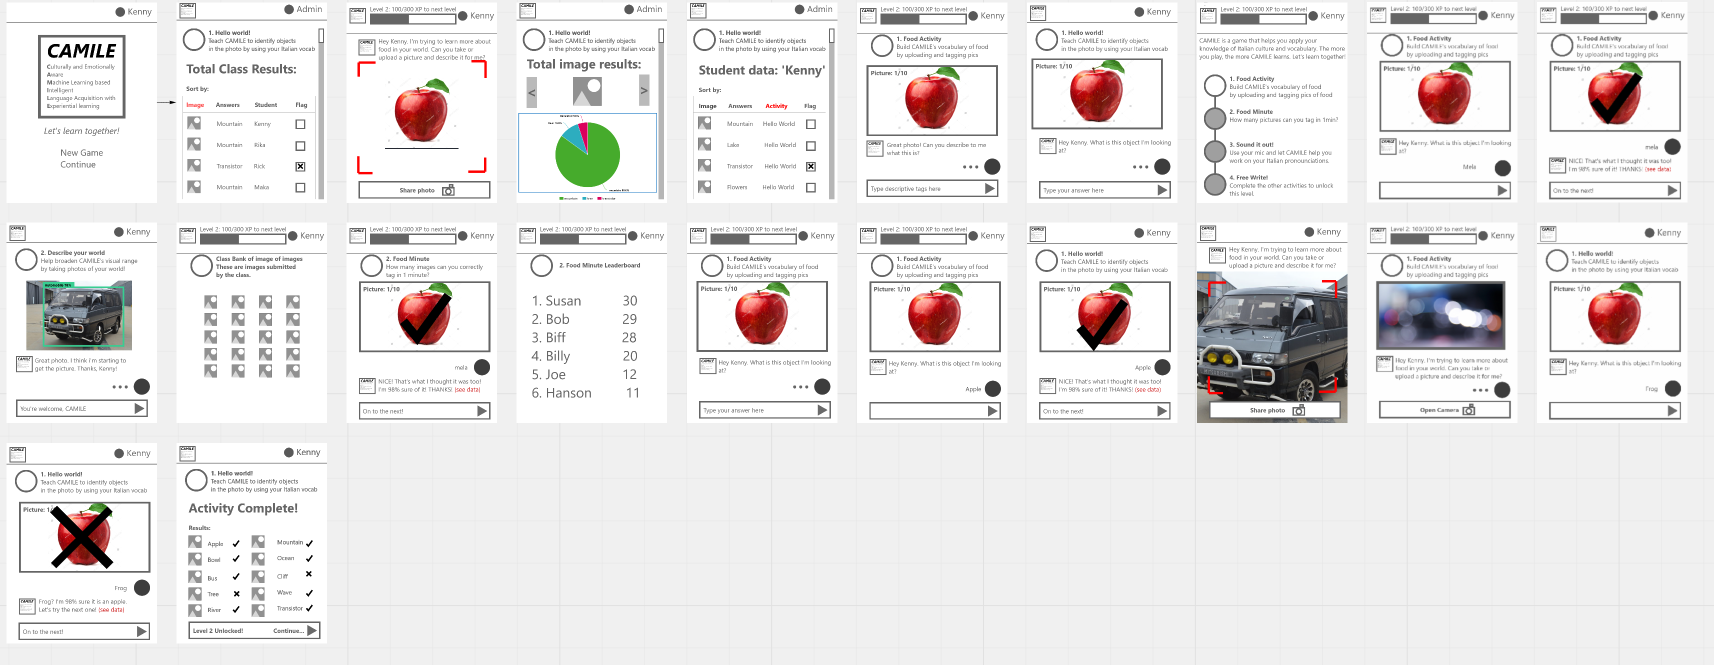 Kenny
CAMILE
Culturally and Emotionally
Aware
Machine Learning based
Intelligent
Language Acquisition with
Experiential learning
Let's learn together!
New Game
Continue
CAMILE
Admin
1. Hello world!
Teach CAMILE to identify objects
in the photo by using your Italian vocab
Total Class Results:
Sort by:
Image Answers Student Flag
Mountain Kenny
Mountain Rika
Transistor Rick
Mountain Maka
CAMILE
Level 2: 100/300 XP to next level
Kenny
CAMILE
Hey Kenny. I'm trying to learn more about
food in your world. Can you take or
upload a picture and describe it for me?
Share photo
CAMILE
Admin
1. Hello world!
Teach CAMILE to identify objects
in the photo by using your Italian vocab
Total image results:
<
>
CAMILE
Admin
1. Hello world!
Teach CAMILE to identify objects
in the photo by using your Italian vocab
Student data: 'Kenny'
Sort by:
Image Answers Activity Flag
Mountain Hello World
Lake Hello World
Transistor Hello World
Flowers Hello World
CAMILE
Level 2: 100/300 XP to next level
Kenny
1. Food Activity
Build CAMILE's vocabulary of food
by uploading and tagging pics
Picture: 1/10
CAMILE
Great photo! Can you describe to me
what this is?
Type descriptive tags here
CAMILE
Kenny
1. Hello world!
Teach CAMILE to identify objects
in the photo by using your Italian vocab
Picture: 1/10
CAMILE
Hey Kenny. What is this object I'm looking
at?
Type your answer here
CAMILE
Level 2: 100/300 XP to next level
Kenny
CAMILE is a game that helps you apply your
knowledge of Italian culture and vocabulary. The more
you play, the more CAMILE learns. Let's learn together!
1. Food Activity
Build CAMILE's vocabulary of food
by uploading and tagging pics of food
2. Food Minute
How many pictures can you tag in 1min?
3. Sound it out!
Use your mic and let CAMILE help you
work on your Italian pronounciations.
4. Free Write!
Complete the other activities to unlock
this level.
CAMILE
Level 2: 100/300 XP to next level
Kenny
1. Food Activity
Build CAMILE's vocabulary of food
by uploading and tagging pics
Picture: 1/10
CAMILE
Hey Kenny. What is this object I'm looking
at?
Mela
CAMILE
Level 2: 100/300 XP to next level
Kenny
1. Food Activity
Build CAMILE's vocabulary of food
by uploading and tagging pics
Picture: 1/10
mela
CAMILE
NICE! That's what I thought it was too!
I'm 98% sure of it! THANKS! (see data)
On to the next!
CAMILE
Kenny
2. Describe your world
Help broaden CAMILE's visual range
by taking photos of your world!
CAMILE
Great photo. I think I'm starting to
get the picture. Thanks, Kenny!
You're welcome, CAMILE
CAMILE
Level 2: 100/300 XP to next level
Kenny
Class Bank of image of images
These are images submitted
by the class.
CAMILE
Level 2: 100/300 XP to next level
Kenny
2. Food Minute
How many images can you correctly
tag in 1 minute?
Picture: 1/10
mela
CAMILE
NICE! That's what I thought it was too!
I'm 98% sure of it! THANKS! (see data)
On to the next!
CAMILE
Level 2: 100/300 XP to next level
Kenny
2. Food Minute Leaderboard
1. Susan 30
2. Bob 29
3. Biff 28
4. Billy 20
5. Joe 12
6. Hanson 11
CAMILE
Level 2: 100/300 XP to next level
Kenny
1. Food Activity
Build CAMILE's vocabulary of food
by uploading and tagging pics
Picture: 1/10
CAMILE
Hey Kenny. What is this object I'm looking
at?
Type your answer here
CAMILE
Level 2: 100/300 XP to next level
Kenny
1. Food Activity
Build CAMILE's vocabulary of food
by uploading and tagging pics
Picture: 1/10
CAMILE
Hey Kenny. What is this object I'm looking
at?
Apple
CAMILE
Kenny
1. Hello world!
Teach CAMILE to identify objects
in the photo by using your Italian vocab
Picture: 1/10
Apple
CAMILE
NICE! That's what I thought it was too!
I'm 98% sure of it! THANKS! (see data)
On to the next!
CAMILE
Kenny
CAMILE
Hey Kenny, I'm trying to learn more about
food in your world. Can you take or
upload a picture and describe it for me?
Share photo
CAMILE
Level 2: 100/300 XP to next level
Kenny
1. Food Activity
Build CAMILE's vocabulary of food
by uploading and tagging pics
CAMILE
Hey Kenny. I'm trying to learn more about
food in your world. Can you take or
upload a picture and describe it for me?
Open Camera
CAMILE
Kenny
1. Hello world!
Teach CAMILE to identify objects
in the photo by using your Italian vocab
Picture: 1/10
CAMILE
Hey Kenny. What is this object I'm looking
at?
Frog
CAMILE
Kenny
1. Hello world!
Teach CAMILE to identify objects
in the photo by using your Italian vocab
Picture: 1/
Frog
CAMILE
Frog? I'm 98% sure it is an apple.
Let's try the next one! (see data)
On to the next!
CAMILE
Kenny
1. Hello world!
Teach CAMILE to identify objects
in the photo by using your Italian vocab
Activity Complete!
Results:
Apple Mountain
Bowl Ocean
Bus Cliff
Tree Wave
River Transistor
Level 2 Unlocked! Continue...